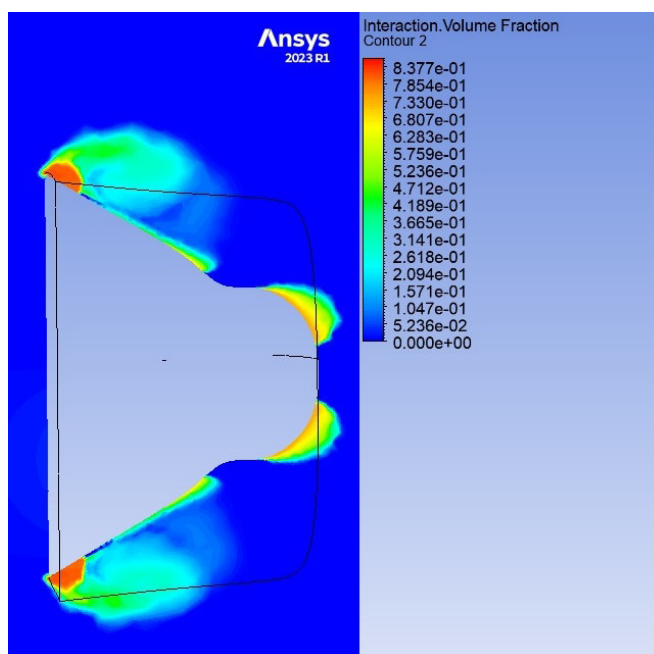 Ansys
2023 R1
Interaction.Volume Fraction
Contour 2
8.377e-01
7.854e-01
7.330e-01
6.807e-01
6.283e-01
5.759e-01
5.236e-01
4.712e-01
4.189e-01
3.665e-01
3.141e-01
2.618e-01
2.094e-01
1.571e-01
1.047e-01
5.236e-02
0.000e+00